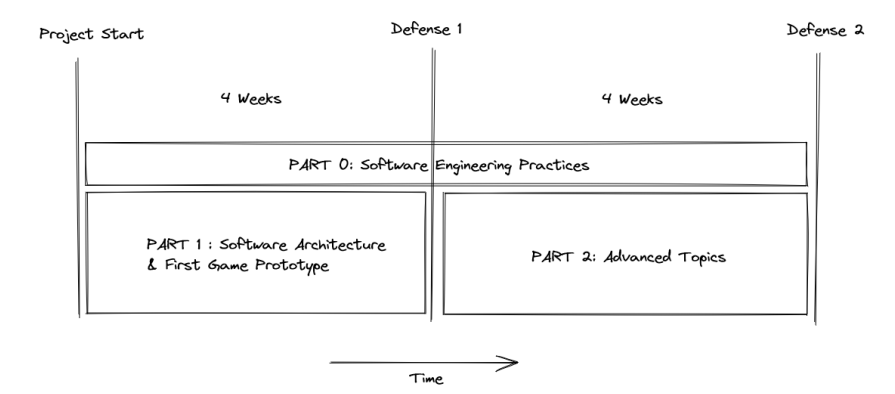 Project Start
Defense 1
Defense 2
4 Weeks
4 Weeks
PART 0: Software Engineering Practices
PART 1 : Software Architecture
& First Game Prototype
PART 2: Advanced Topics
Time